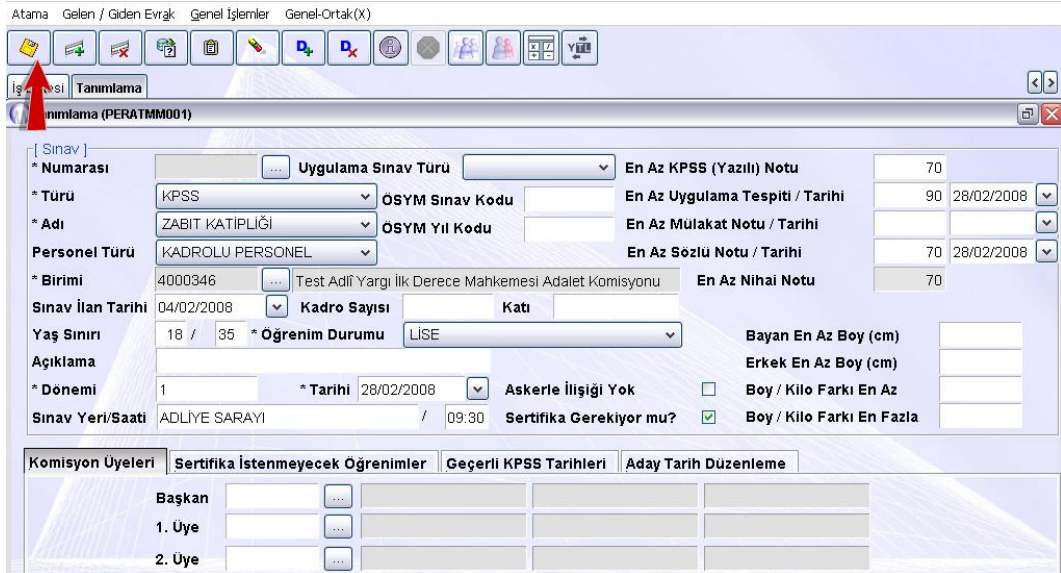 Atama Gelen / Giden Evrak Genel İşlemler Genel-Ortak(X)
Tanımlama
Tanımlama (PERATMM001)
[ Sınav ]
* Numarası ... Uygulama Sınav Türü En Az KPSS (Yazılı) Notu 70
* Türü KPSS ÖSYM Sınav Kodu En Az Uygulama Tespiti / Tarihi 90 28/02/2008
* Adı ZABIT KATİPLİĞİ ÖSYM Yıl Kodu En Az Mülakat Notu / Tarihi
Personel Türü KADROLU PERSONEL En Az Sözlü Notu / Tarihi 70 28/02/2008
* Birimi 4000346 ... Test Adlî Yargı İlk Derece Mahkemesi Adalet Komisyonu En Az Nihai Notu 70
Sınav İlan Tarihi 04/02/2008 Kadro Sayısı Katı
Yaş Sınırı 18 / 35 * Öğrenim Durumu LİSE Bayan En Az Boy (cm)
Açıklama Erkek En Az Boy (cm)
* Dönemi 1 * Tarihi 28/02/2008 Askerle İlişiği Yok Boy / Kilo Farkı En Az
Sınav Yeri/Saati ADLİYE SARAYI / 09:30 Sertifika Gerekiyor mu? Boy / Kilo Farkı En Fazla
Komisyon Üyeleri Sertifika İstenmeyecek Öğrenimler Geçerli KPSS Tarihleri Aday Tarih Düzenleme
Başkan ...
1. Üye ...
2. Üye ...